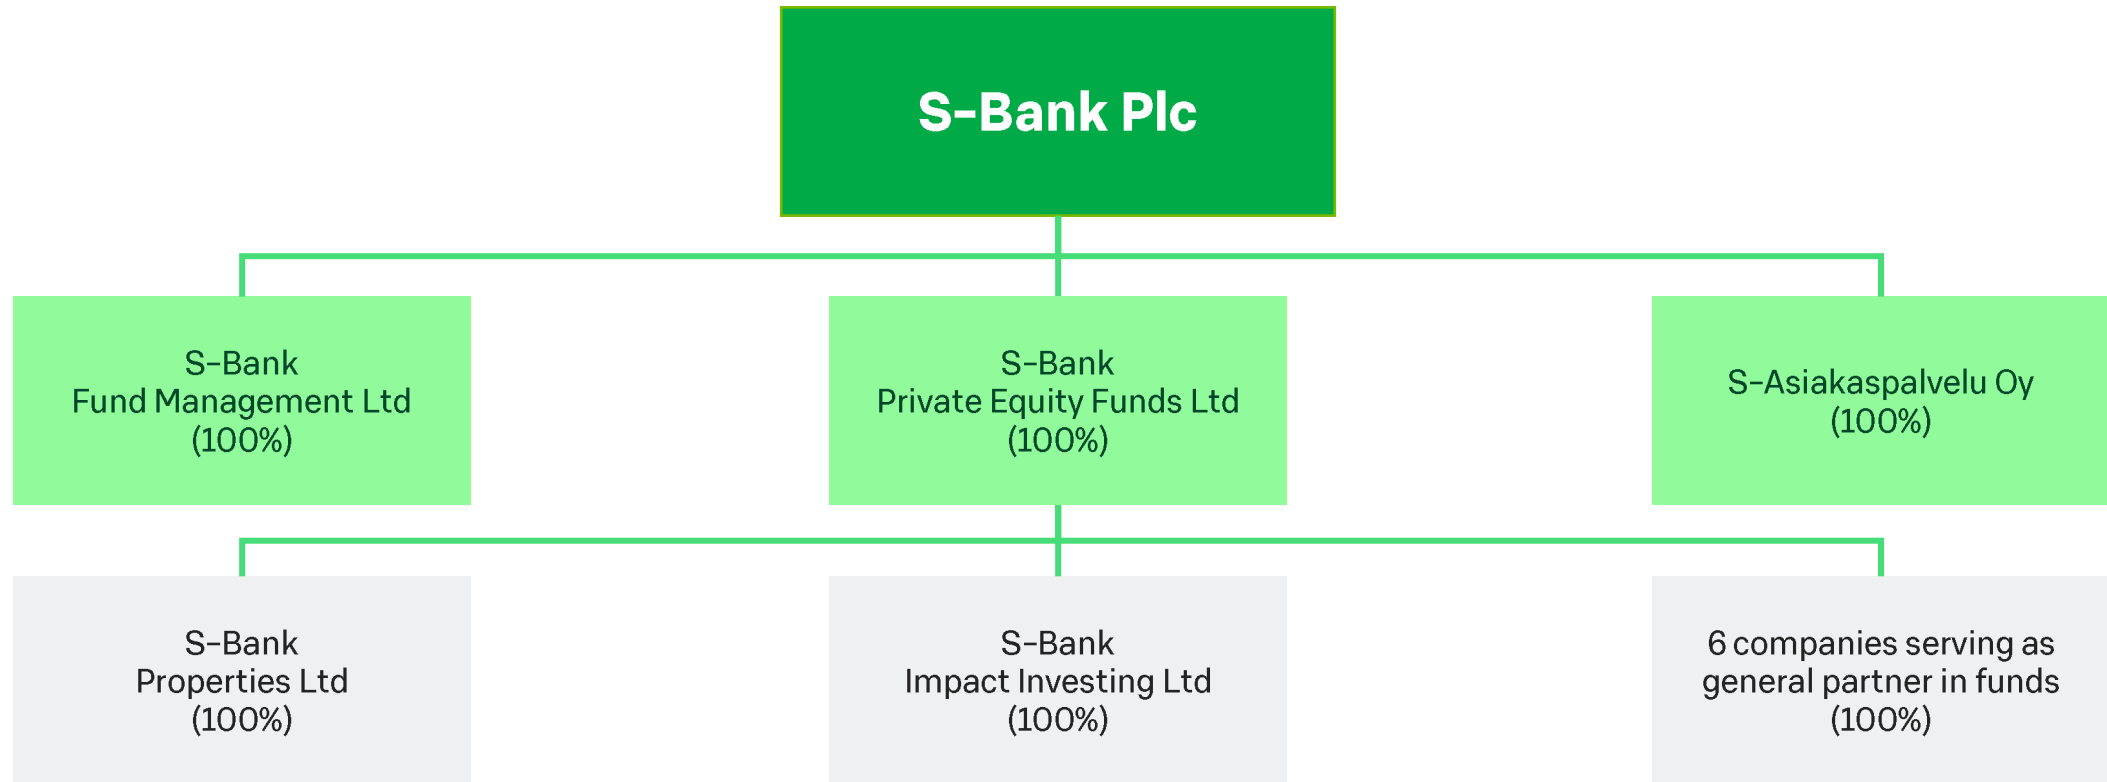 S-Bank Plc
S-Bank
Fund Management Ltd
(100%)
S-Bank
Private Equity Funds Ltd
(100%)
S-Asiakaspalvelu Oy
(100%)
S-Bank
Properties Ltd
(100%)
S-Bank
Impact Investing Ltd
(100%)
6 companies serving as
general partner in funds
(100%)